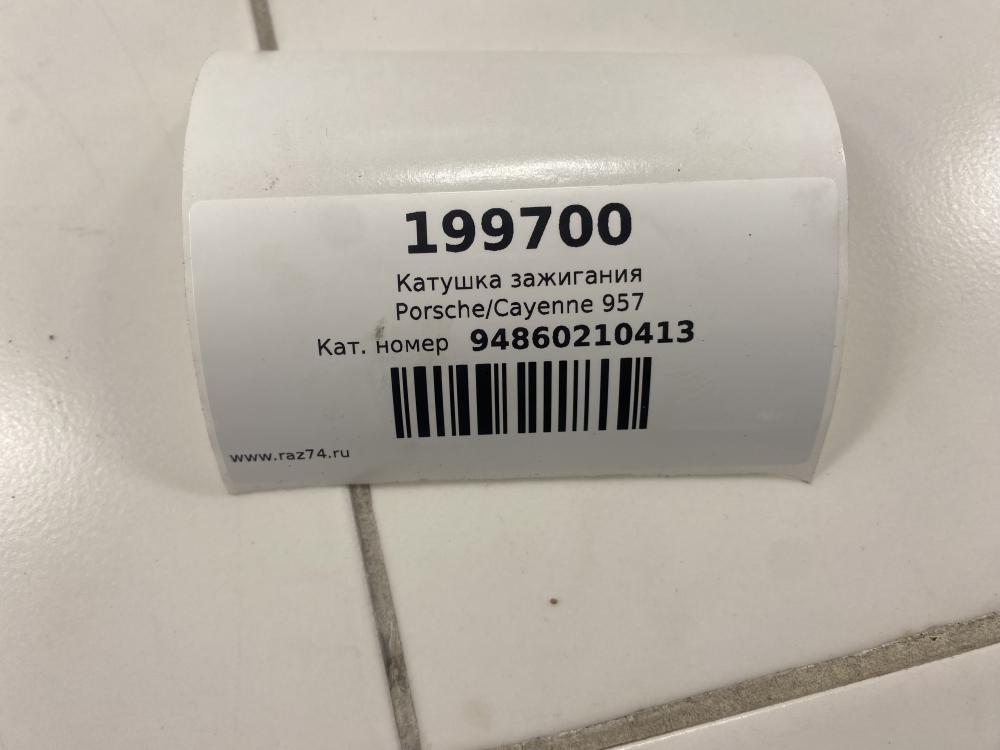 199700
Катушка зажигания
Porsche/Cayenne 957
Кат. номер 94860210413
www.raz74.ru